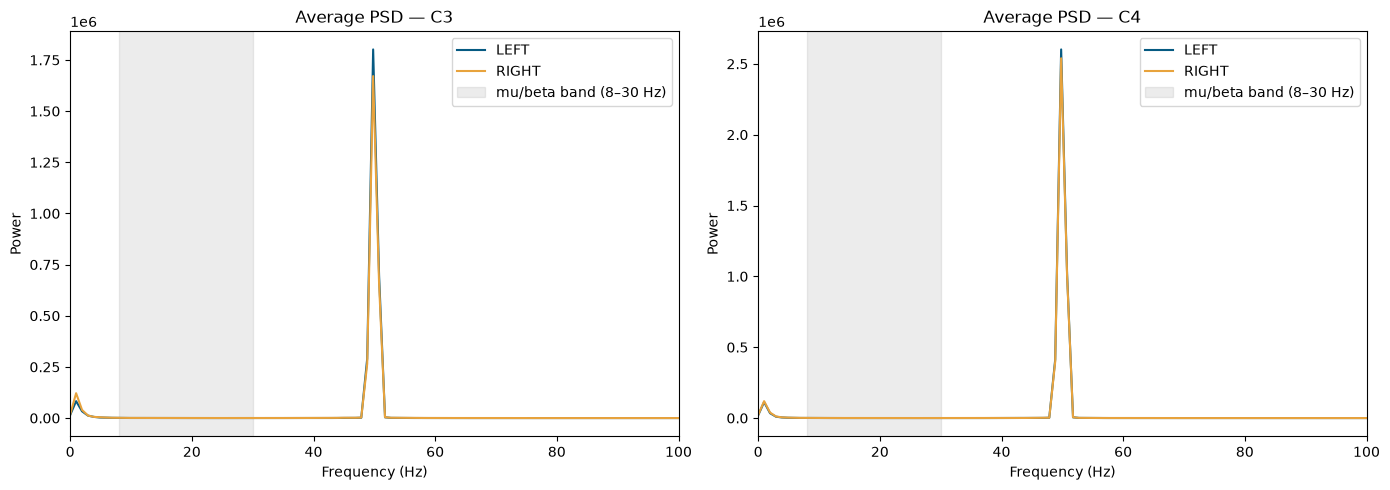 Average PSD — C3
1e6
LEFT
RIGHT
mu/beta band (8–30 Hz)
Power
1.75
1.50
1.25
1.00
0.75
0.50
0.25
0.00
0 20 40 60 80 100
Frequency (Hz)
Average PSD — C4
1e6
LEFT
RIGHT
mu/beta band (8–30 Hz)
Power
2.5
2.0
1.5
1.0
0.5
0.0
0 20 40 60 80 100
Frequency (Hz)